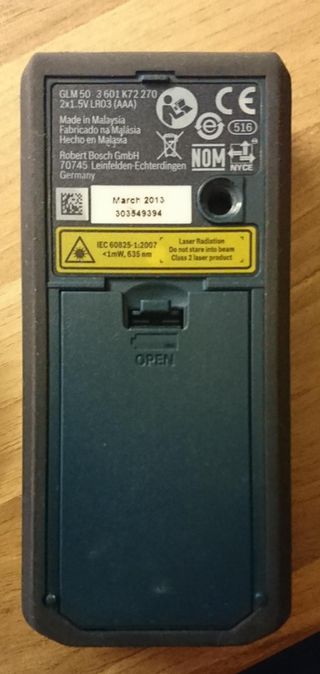 GLM 50 3 601 K72 270
2x1.5V LR03 (AAA)
Made in Malaysia
Fabricado na Malásia
Hecho en Malasia
Robert Bosch GmbH
70745 Leinfelden-Echterdingen
Germany
CE
516
NOM
NYCE
March 2013
303549394
IEC 60825-1:2007
<1mW, 635 nm
Laser Radiation
Do not stare into beam
Class 2 laser product
OPEN